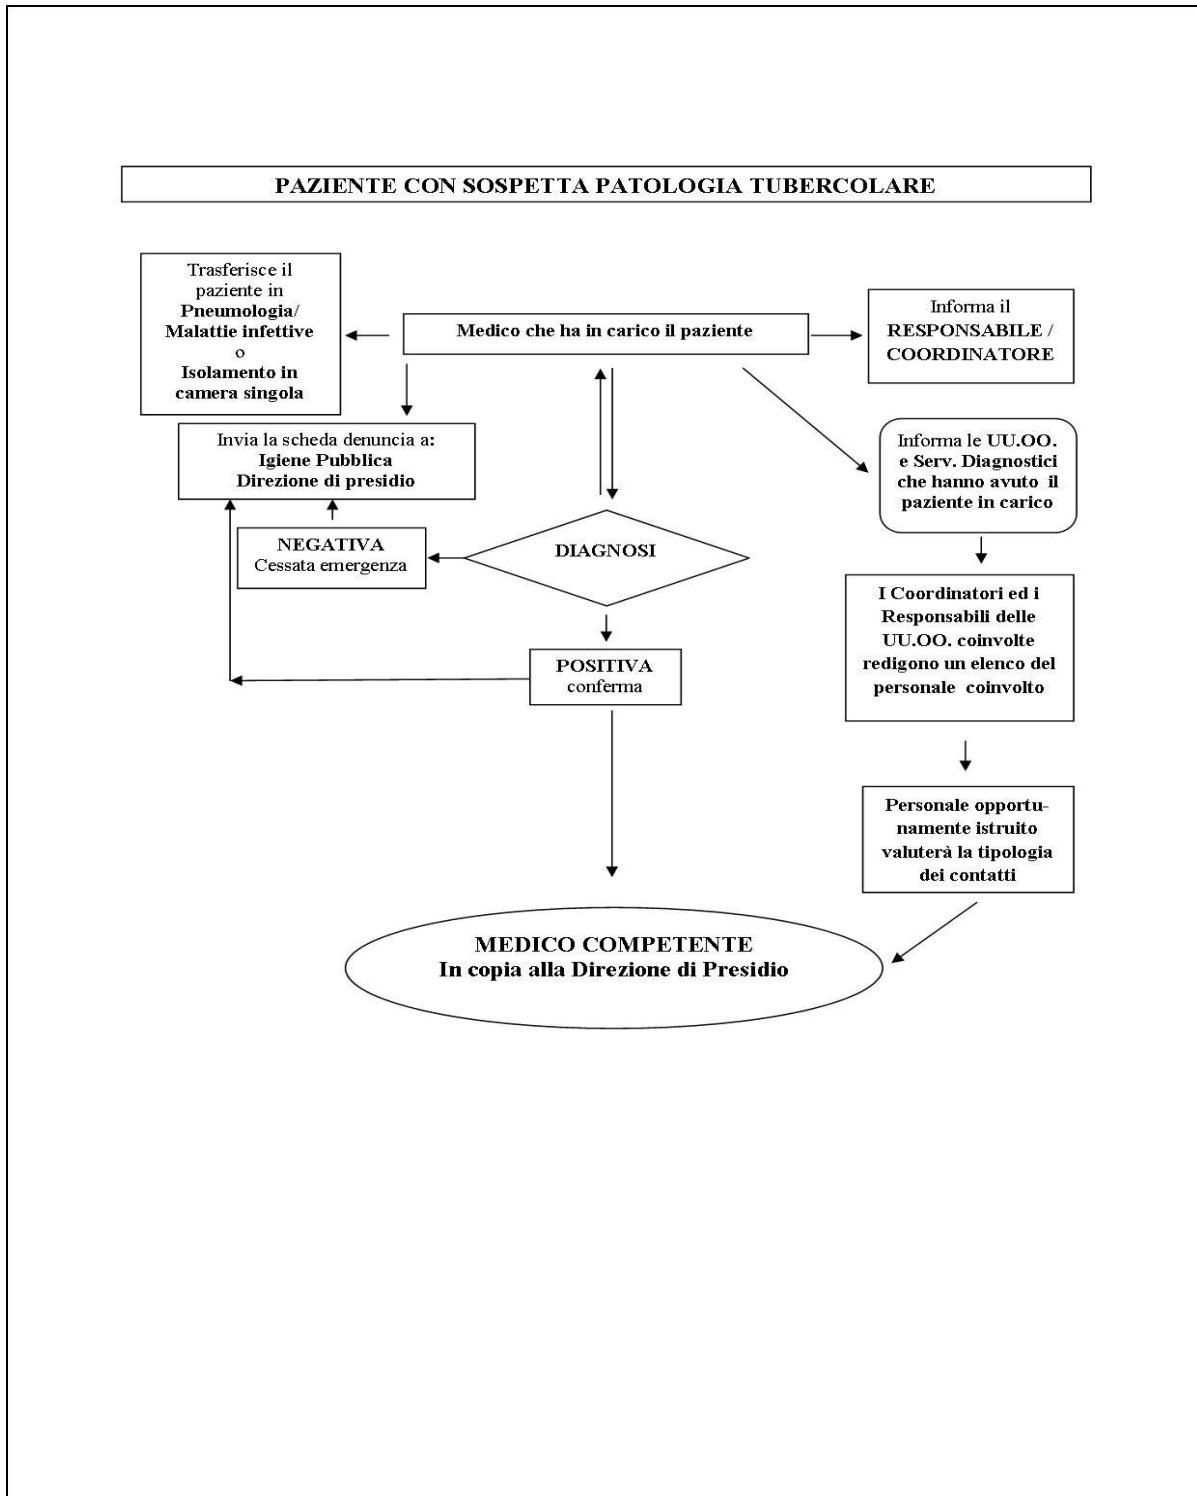 PAZIENTE CON SOSPETTA PATOLOGIA TUBERCOLARE
Trasferisce il
paziente in
Pneumologia/
Malattie infettive
o
Isolamento in
camera singola
Medico che ha in carico il paziente
Informa il
RESPONSABILE /
COORDINATORE
Invia la scheda denuncia a:
Igiene Pubblica
Direzione di presidio
Informa le UU.OO.
e Serv. Diagnostici
che hanno avuto il
paziente in carico
NEGATIVA
Cessata emergenza
DIAGNOSI
I Coordinatori ed i
Responsabili delle
UU.OO. coinvolte
redigono un elenco del
personale coinvolto
POSITIVA
conferma
Personale opportu-
namente istruito
valuterà la tipologia
dei contatti
MEDICO COMPETENTE
In copia alla Direzione di Presidio